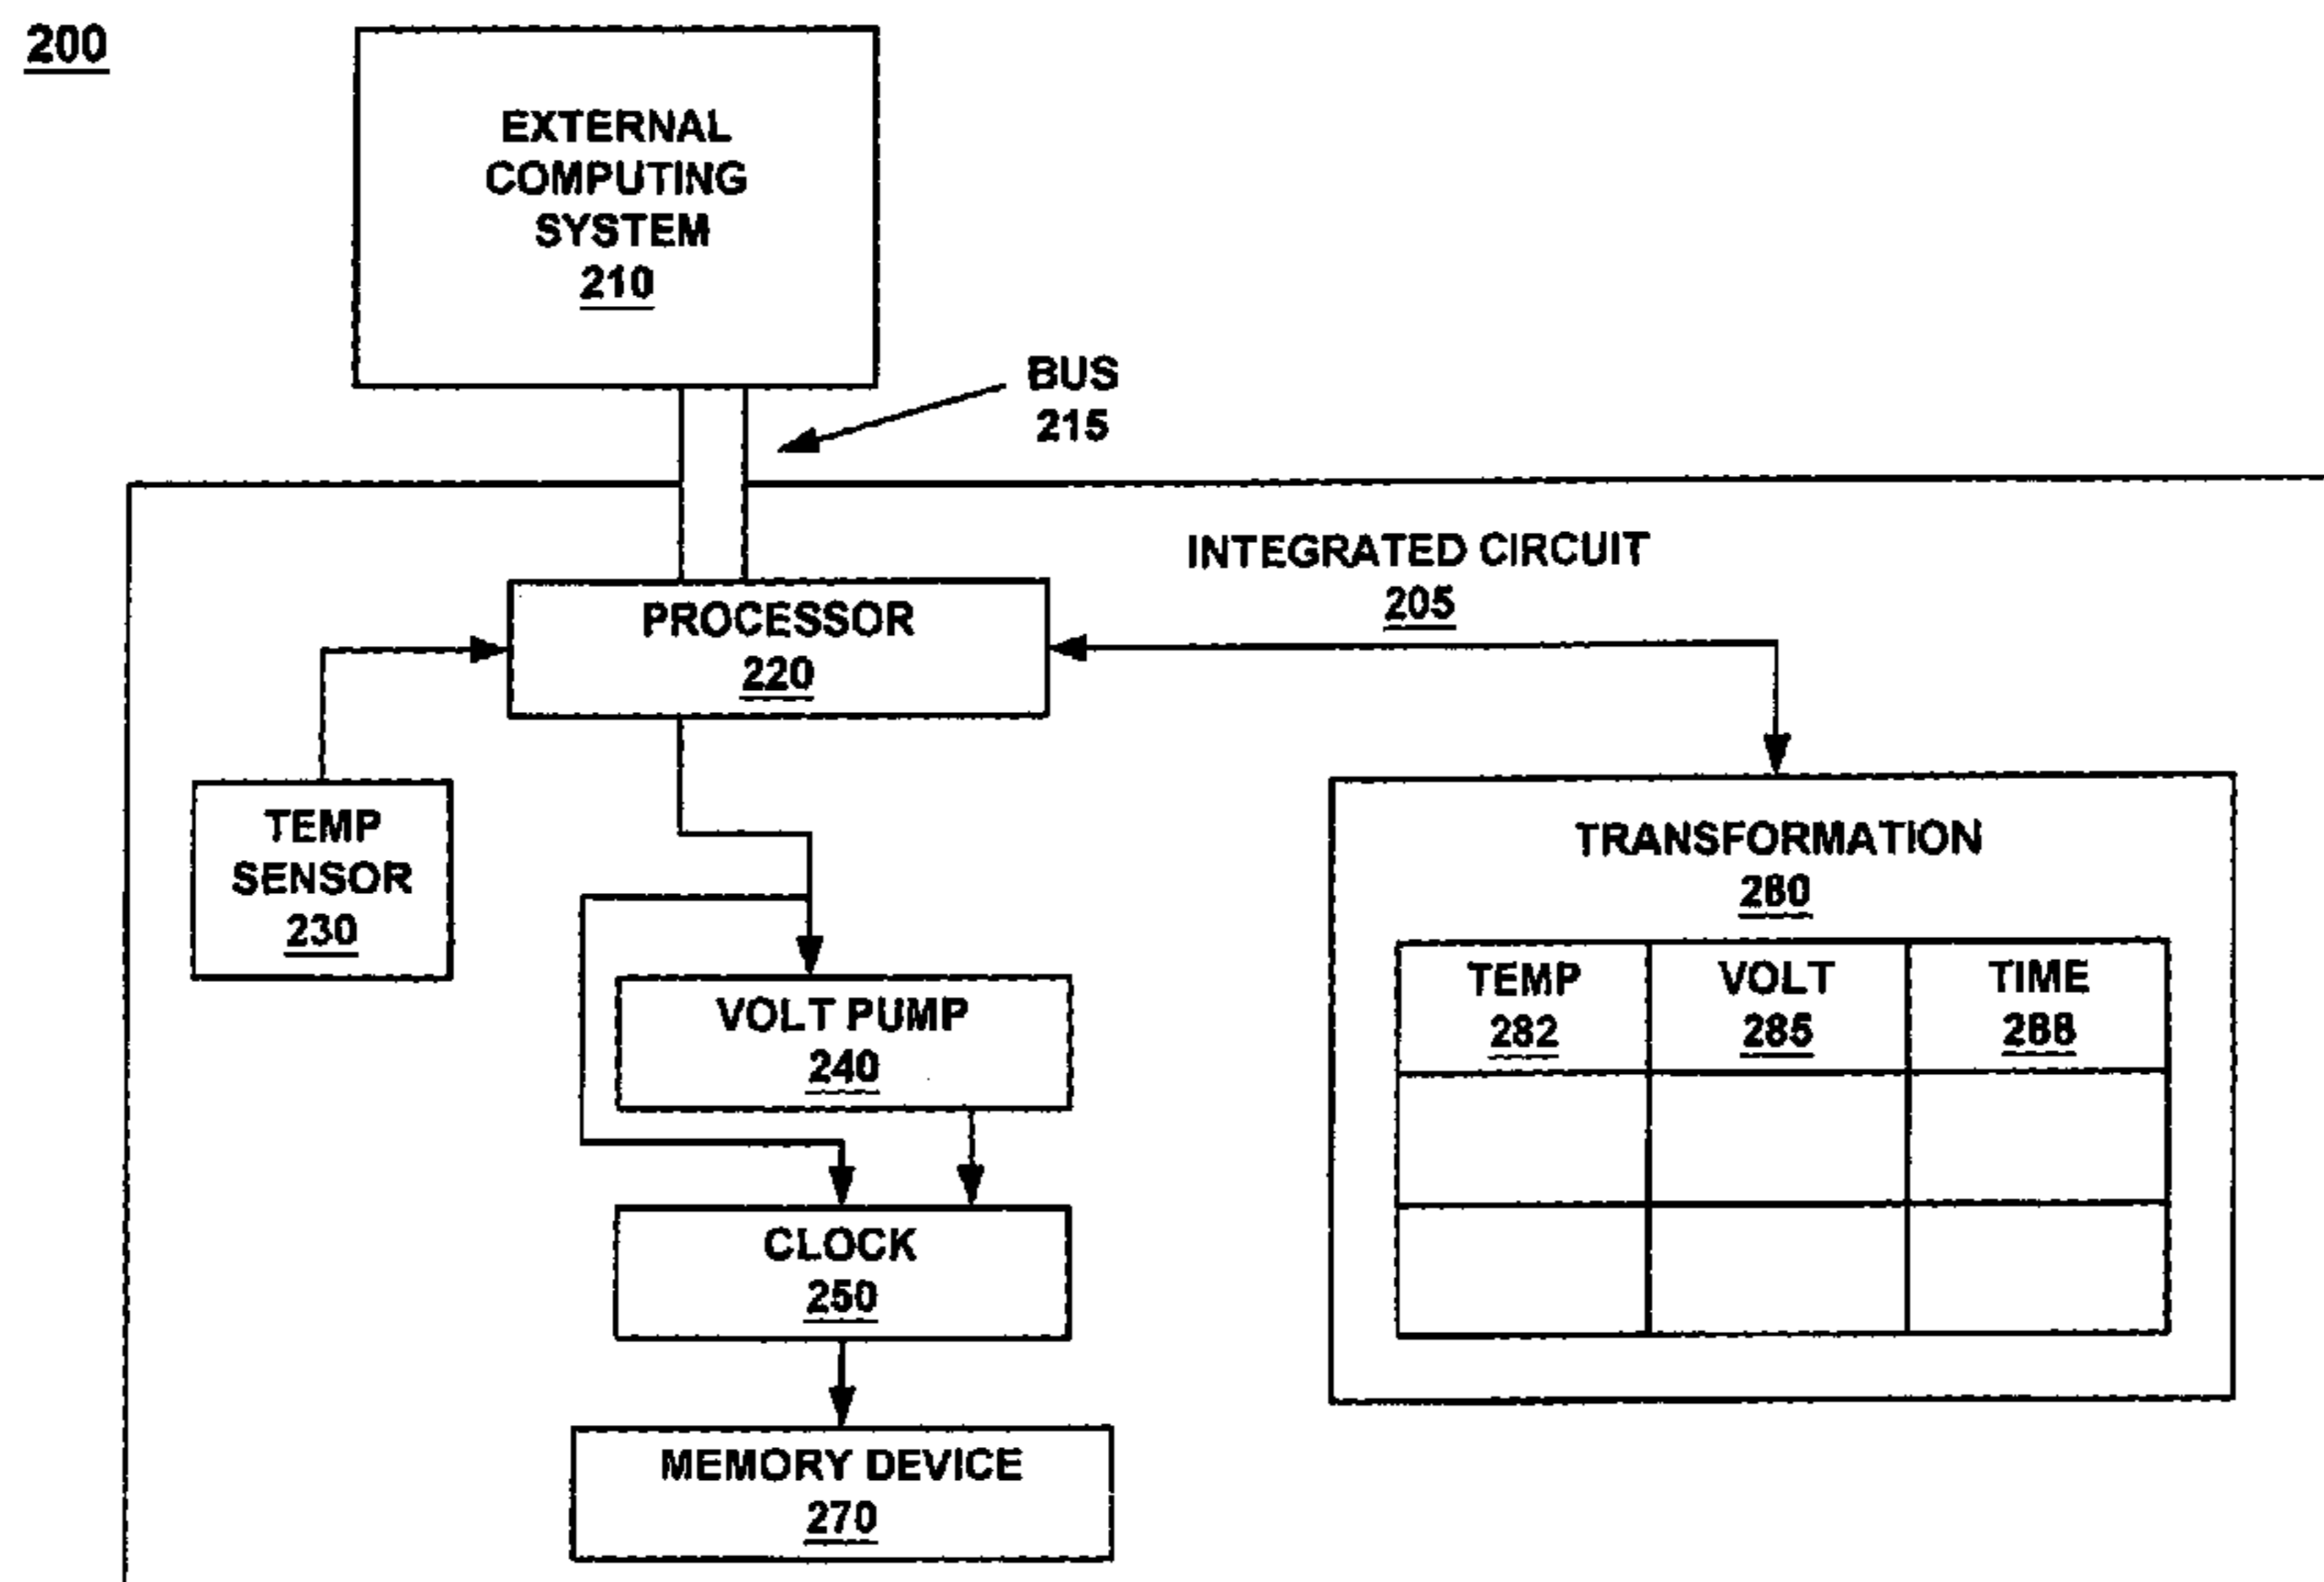 200
EXTERNAL
COMPUTING
SYSTEM
210
BUS
215
INTEGRATED CIRCUIT
205
PROCESSOR
220
TEMP
SENSOR
230
TRANSFORMATION
280
VOLT PUMP
240
TEMP
282
VOLT
285
TIME
288
CLOCK
250
MEMORY DEVICE
270